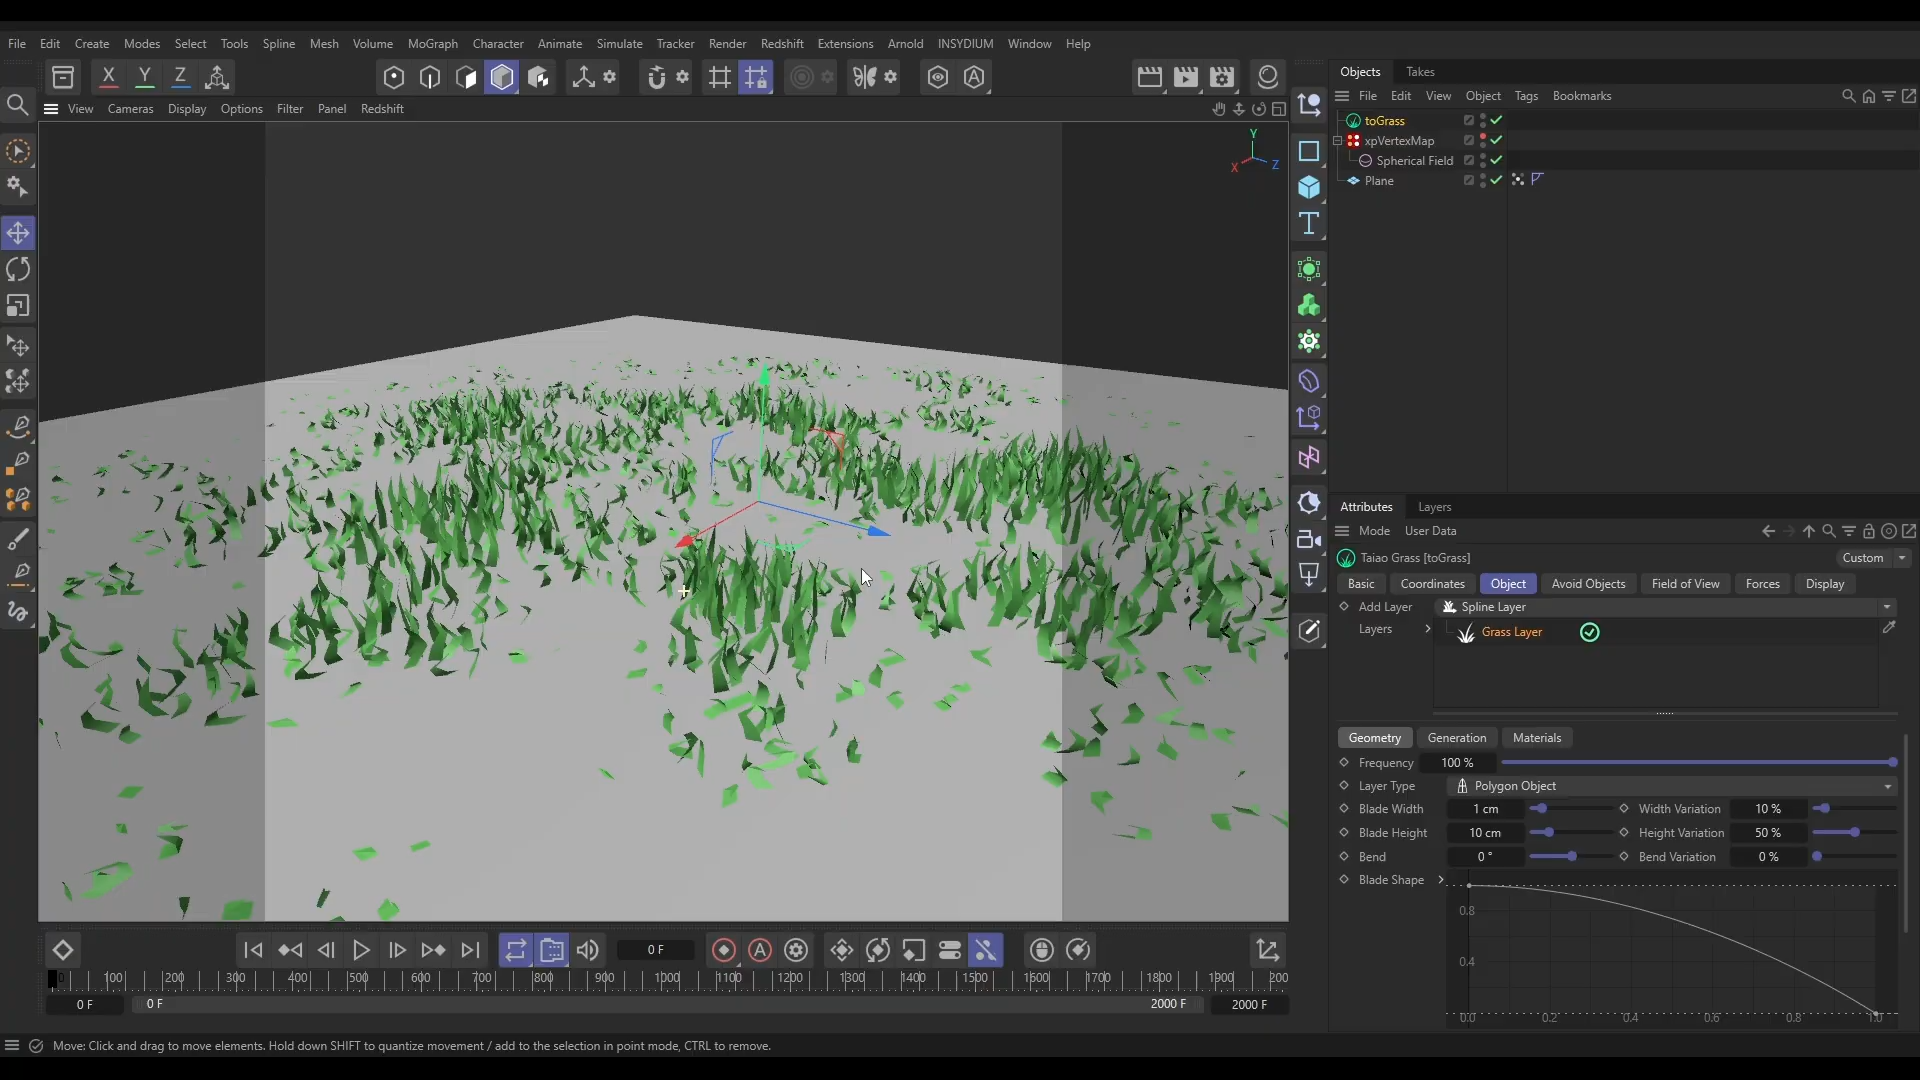 File Edit Create Modes Select Tools Spline Mesh Volume MoGraph Character Animate Simulate Tracker Render Redshift Extensions Arnold INSYDIUM Window Help
X Y Z
View Cameras Display Options Filter Panel Redshift
Y
X Z
Objects Takes
File Edit View Object Tags Bookmarks
toGrass
xpVertexMap
Spherical Field
Plane
Attributes Layers
Mode User Data
Taiao Grass [toGrass] Custom
Basic Coordinates Object Avoid Objects Field of View Forces Display
Add Layer Spline Layer
Layers Grass Layer
Geometry Generation Materials
Frequency 100 %
Layer Type Polygon Object
Blade Width 1 cm Width Variation 10 %
Blade Height 10 cm Height Variation 50 %
Bend 0 ° Bend Variation 0 %
Blade Shape
0.8
0.4
0.0 0.2 0.4 0.6 0.8 1.0
0 F
0 100 200 300 400 500 600 700 800 900 1000 1100 1200 1300 1400 1500 1600 1700 1800 1900 200
0 F 0 F 2000 F 2000 F
Move: Click and drag to move elements. Hold down SHIFT to quantize movement / add to the selection in point mode, CTRL to remove.